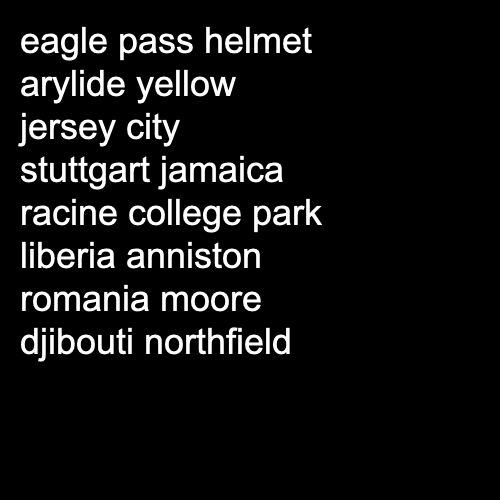 eagle pass helmet
arylide yellow
jersey city
stuttgart jamaica
racine college park
liberia anniston
romania moore
djibouti northfield